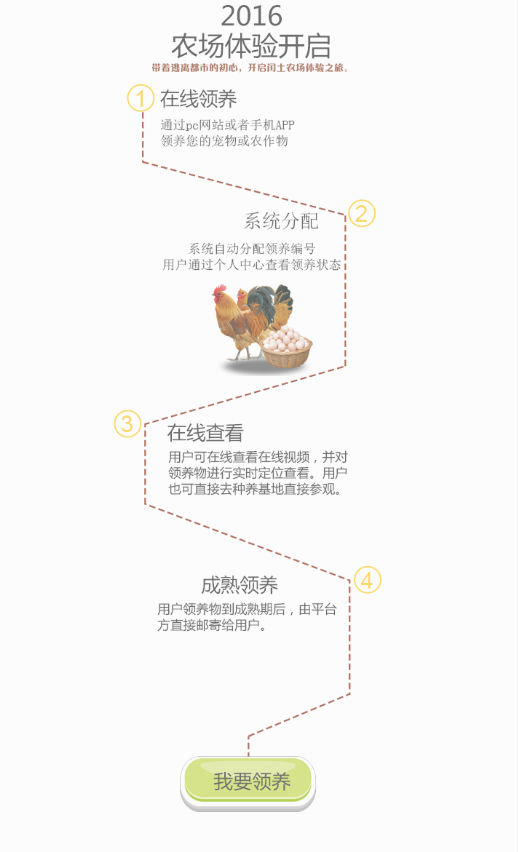 2016
农场体验开启
带着逃离都市的初心，开启闰土农场体验之旅。
1
在线领养
通过pc网站或者手机APP
领养您的宠物或农作物
2
系统分配
系统自动分配领养编号
用户通过个人中心查看领养状态
3
在线查看
用户可在线查看在线视频，并对
领养物进行实时定位查看。用户
也可直接去种养基地直接参观。
4
成熟领养
用户领养物到成熟期后，由平台
方直接邮寄给用户。
我要领养